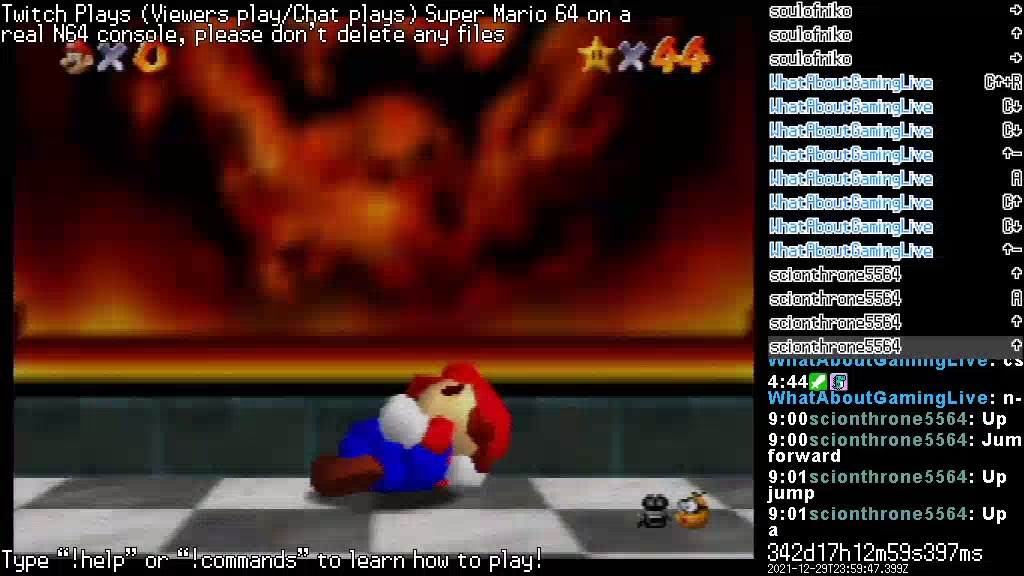 Twitch Plays (Viewers play/Chat plays) Super Mario 64 on a
real N64 console, please don't delete any files
x 0
x 44
soulofniko →
soulofniko ↑
soulofniko →
WhatAboutGamingLive C↑+R
WhatAboutGamingLive C↓
WhatAboutGamingLive C↓
WhatAboutGamingLive ↑-
WhatAboutGamingLive A
WhatAboutGamingLive C↑
WhatAboutGamingLive C↓
WhatAboutGamingLive ↑-
scionthrone5564 ↑
scionthrone5564 A
scionthrone5564 ↑
scionthrone5564 ↑
WhatAboutGamingLive: cs
4:44
WhatAboutGamingLive: n-
9:00scionthrone5564: Up
9:00scionthrone5564: Jum
forward
9:01scionthrone5564: Up
jump
9:01scionthrone5564: Up
a
342d17h12m59s397ms
2021-12-29T23:59:47.399Z
Type “!help” or “!commands” to learn how to play!